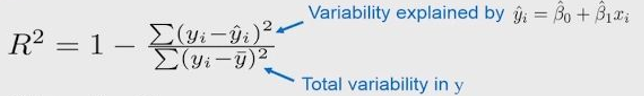 Variability explained by ŷᵢ = β̂₀ + β̂₁xᵢ
R² = 1 − ∑(yᵢ−ŷᵢ)² / ∑(yᵢ−ȳ)²
Total variability in y